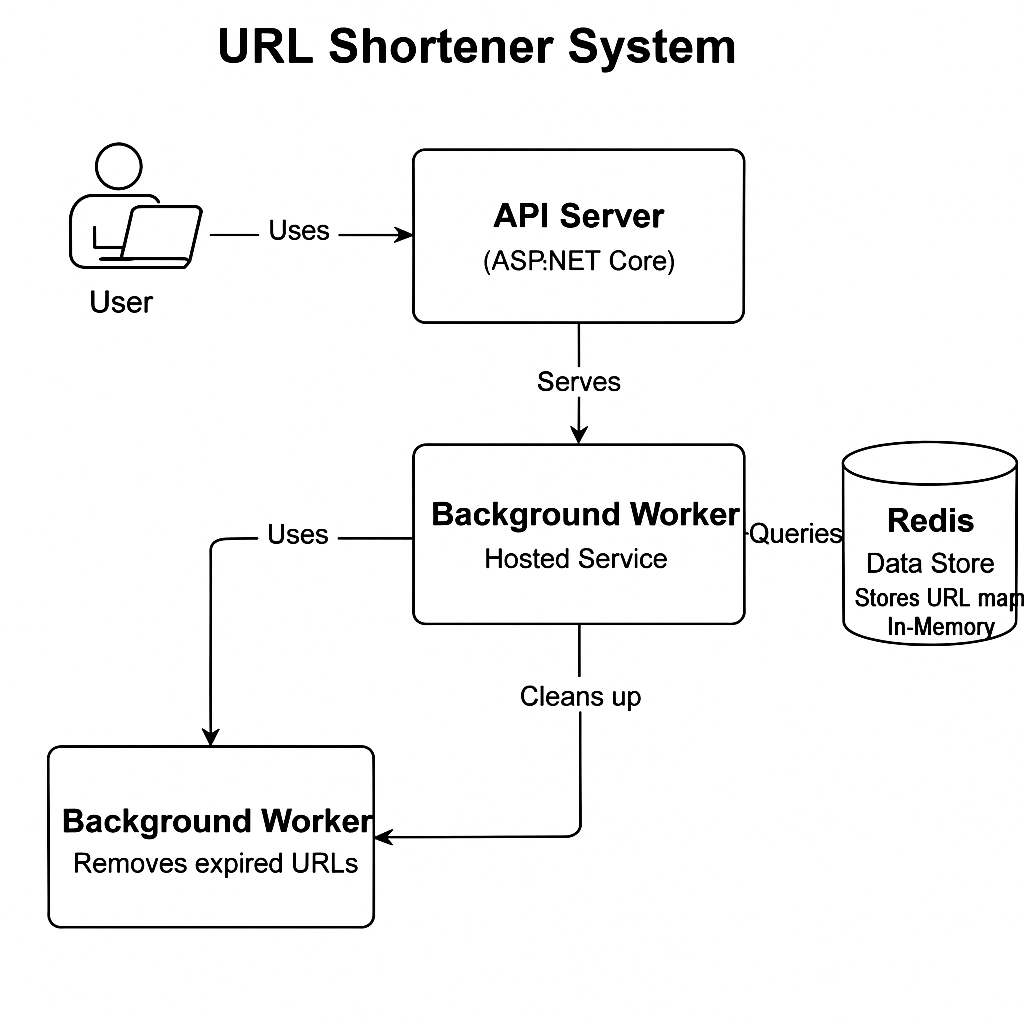 URL Shortener System
User
Uses
API Server
(ASP.NET Core)
Serves
Background Worker
Hosted Service
Queries
Redis
Data Store
Stores URL map
In-Memory
Uses
Cleans up
Background Worker
Removes expired URLs